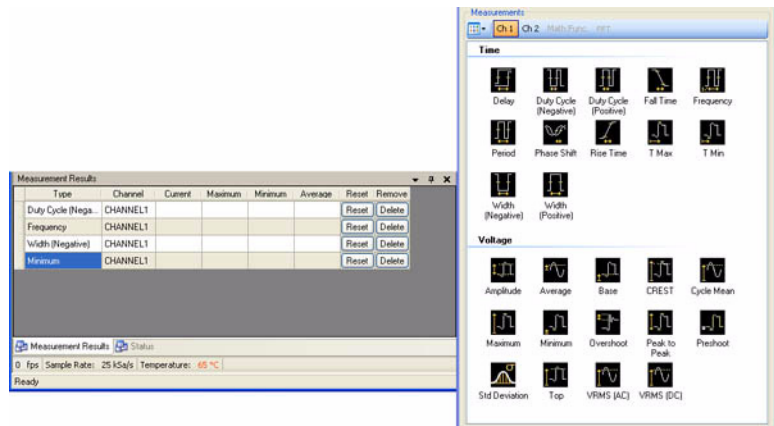 Measurements
Ch 1 Ch 2 Math Func. FFT
Time
Delay Duty Cycle (Negative) Duty Cycle (Positive) Fall Time Frequency
Period Phase Shift Rise Time T Max T Min
Width (Negative) Width (Positive)
Voltage
Amplitude Average Base CREST Cycle Mean
Maximum Minimum Overshoot Peak to Peak Preshoot
Std Deviation Top VRMS (AC) VRMS (DC)
Measurement Results
Type Channel Current Maximum Minimum Average Reset Remove
Duty Cycle (Nega... CHANNEL1 Reset Delete
Frequency CHANNEL1 Reset Delete
Width (Negative) CHANNEL1 Reset Delete
Minimum CHANNEL1 Reset Delete
Measurement Results Status
0 fps Sample Rate: 25 kSa/s Temperature: 65 °C
Ready